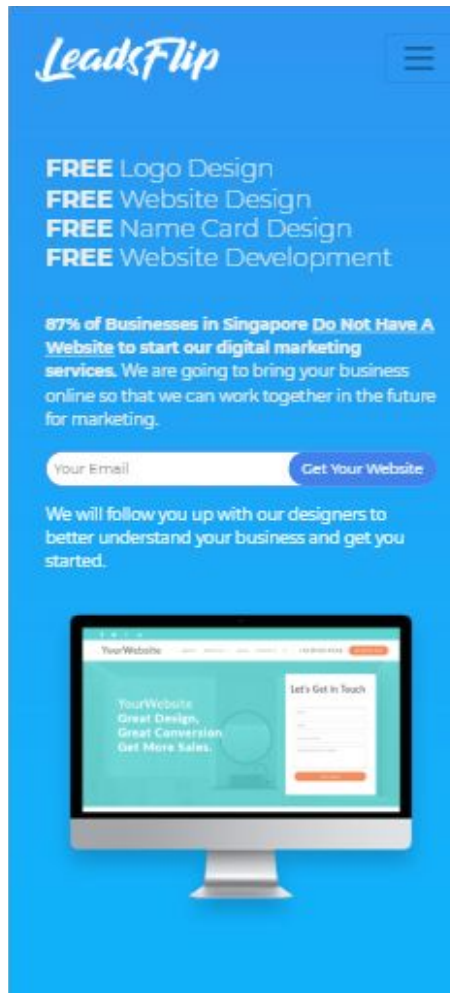 LeadsFlip
FREE Logo Design
FREE Website Design
FREE Name Card Design
FREE Website Development
87% of Businesses in Singapore Do Not Have A
Website to start our digital marketing
services. We are going to bring your business
online so that we can work together in the future
for marketing.
Your Email
Get Your Website
We will follow you up with our designers to
better understand your business and get you
started.
YourWebsite
Let's Get In Touch
YourWebsite
Great Design,
Great Conversion
Get More Sales.